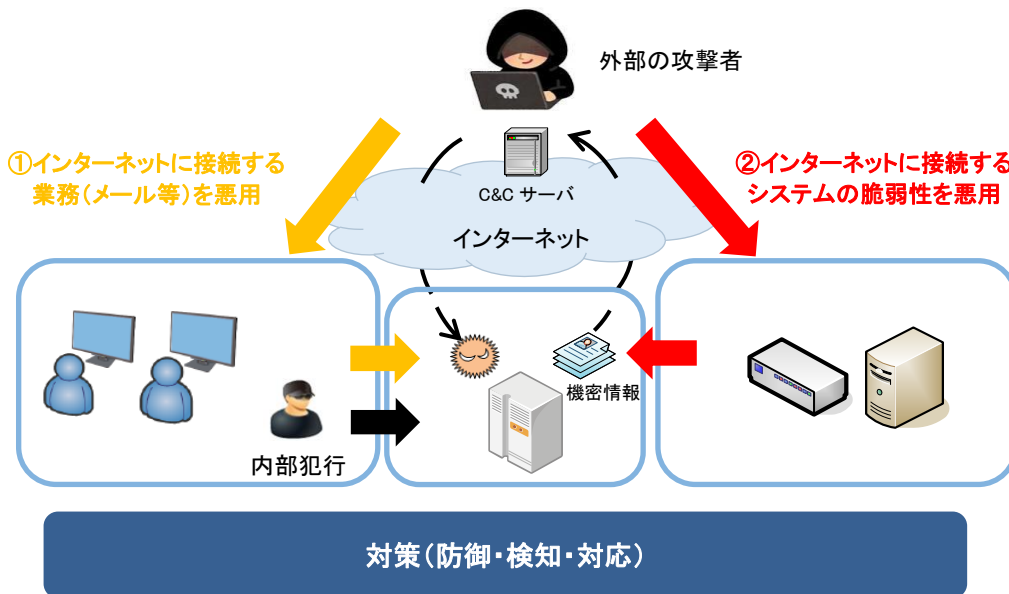 外部の攻撃者
①インターネットに接続する
業務(メール等)を悪用
②インターネットに接続する
システムの脆弱性を悪用
C&C サーバ
インターネット
機密情報
内部犯行
対策(防御・検知・対応)